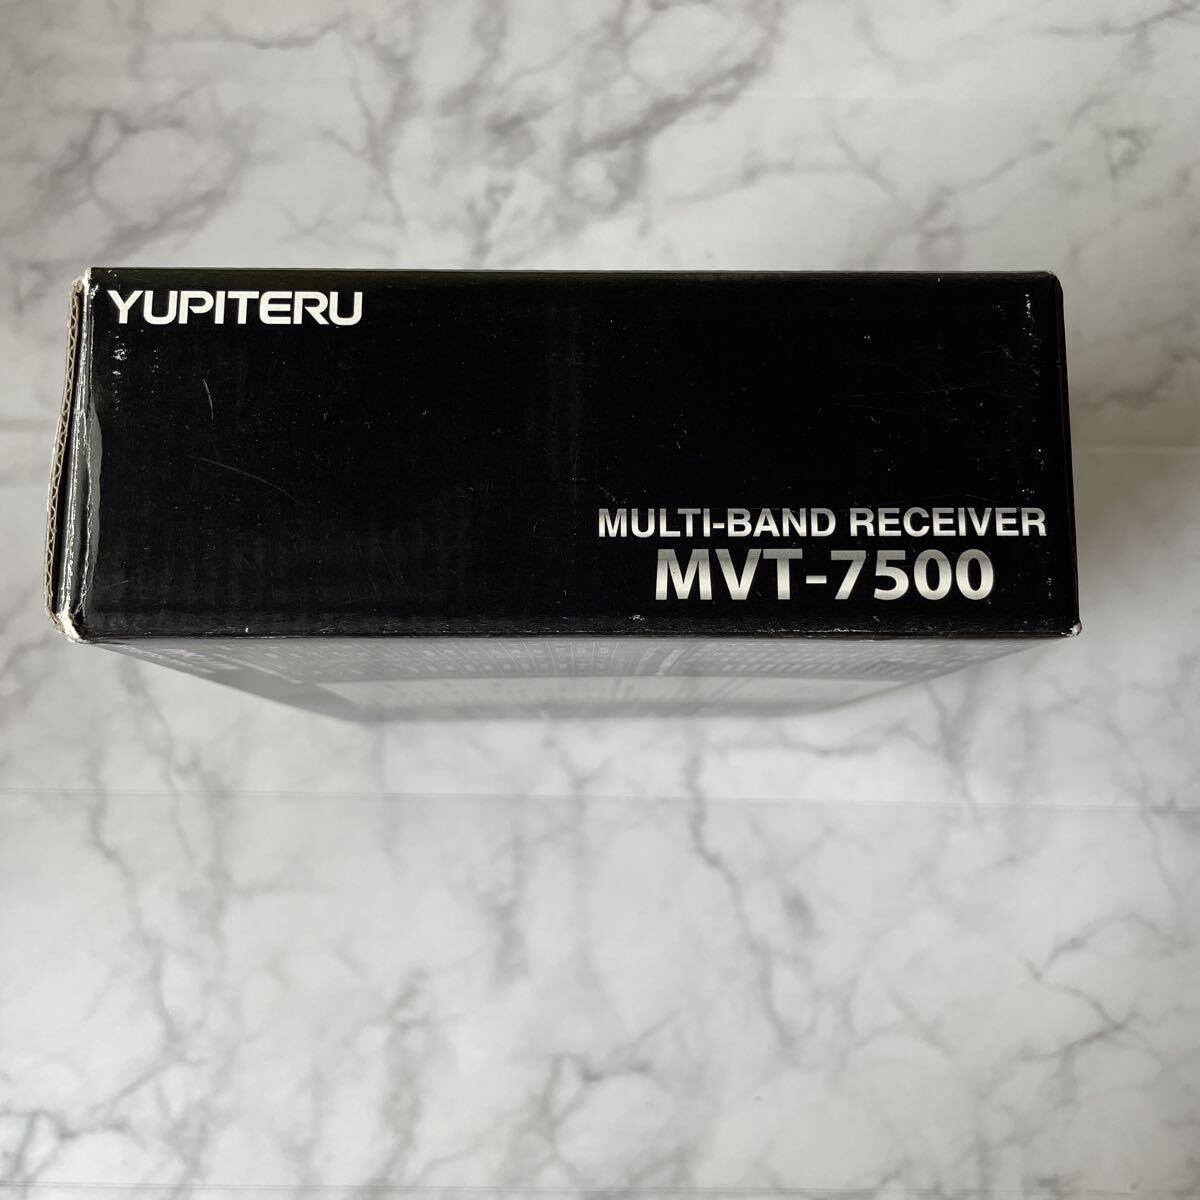 YUPITERU
MULTI-BAND RECEIVER
MVT-7500